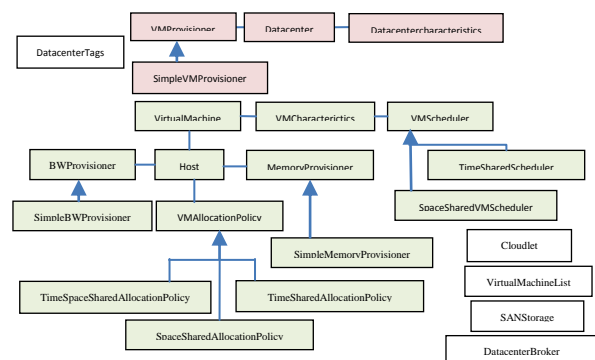 VMProvisioner
Datacenter
Datacentercharacteristics
DatacenterTags
SimpleVMProvisioner
VirtualMachine
VMCharacterictics
VMScheduler
BWProvisioner
Host
MemoryProvisioner
TimeSharedScheduler
SimpleBWProvisioner
VMAllocationPolicy
SpaceSharedVMScheduler
SimpleMemoryProvisioner
Cloudlet
VirtualMachineList
TimeSpaceSharedAllocationPolicy
TimeSharedAllocationPolicy
SANStorage
SpaceSharedAllocationPolicy
DatacenterBroker